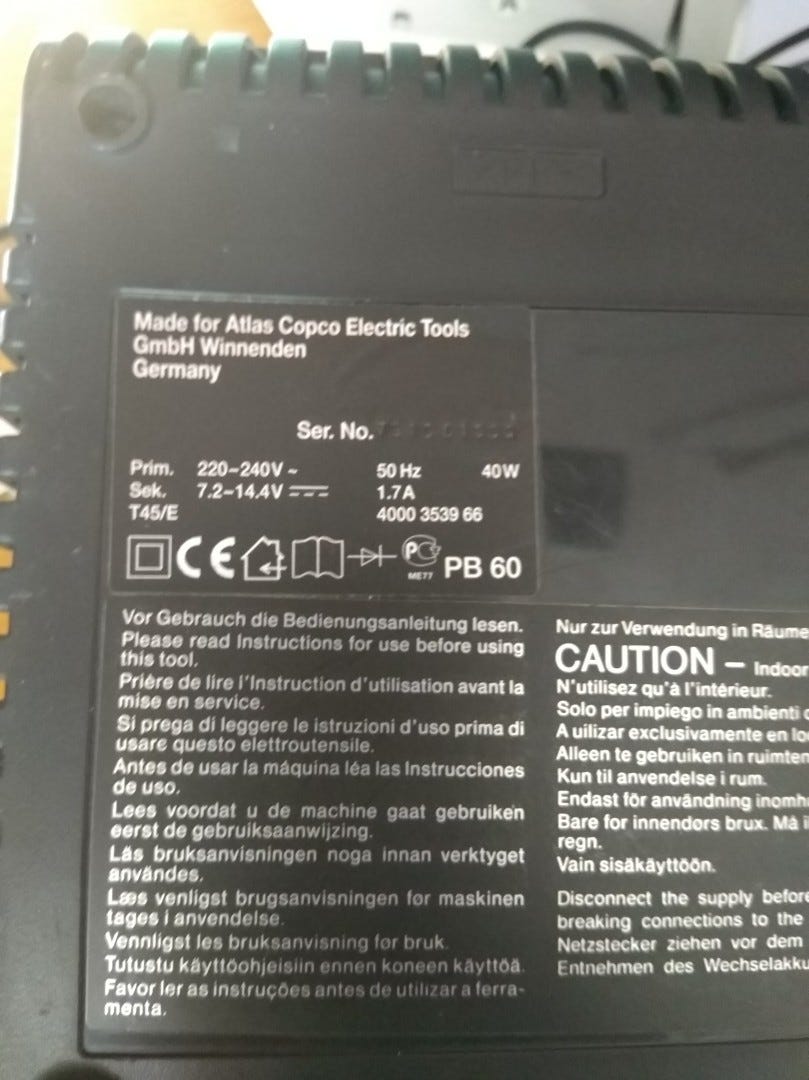 Made for Atlas Copco Electric Tools
GmbH Winnenden
Germany
Ser. No.
Prim. 220-240V ~ 50 Hz 40W
Sek. 7.2-14.4V 1.7 A
T45/E 4000 3539 66
CE P ME77 PB 60
Vor Gebrauch die Bedienungsanleitung lesen.
Please read Instructions for use before using
this tool.
Prière de lire l'Instruction d'utilisation avant la
mise en service.
Si prega di leggere le istruzioni d'uso prima di
usare questo elettroutensile.
Antes de usar la máquina léa las Instrucciones
de uso.
Lees voordat u de machine gaat gebruiken
eerst de gebruiksaanwijzing.
Läs bruksanvisningen noga innan verktyget
användes.
Læs venligst brugsanvisningen før maskinen
tages i anvendelse.
Vennligst les bruksanvisning før bruk.
Tutustu käyttöohjeisiin ennen koneen käyttöä.
Favor ler as instruções antes de utilizar a ferra-
menta.
Nur zur Verwendung in Räume
CAUTION – Indoor
N'utilisez qu'à l'intérieur.
Solo per impiego in ambienti
A uilizar exclusivamente en lo
Alleen te gebruiken in ruimten
Kun til anvendelse i rum.
Endast för användning inomh
Bare for innendørs brux. Må i
regn.
Vain sisäkäyttöön.
Disconnect the supply before
breaking connections to the
Netzstecker ziehen vor dem
Entnehmen des Wechselakku